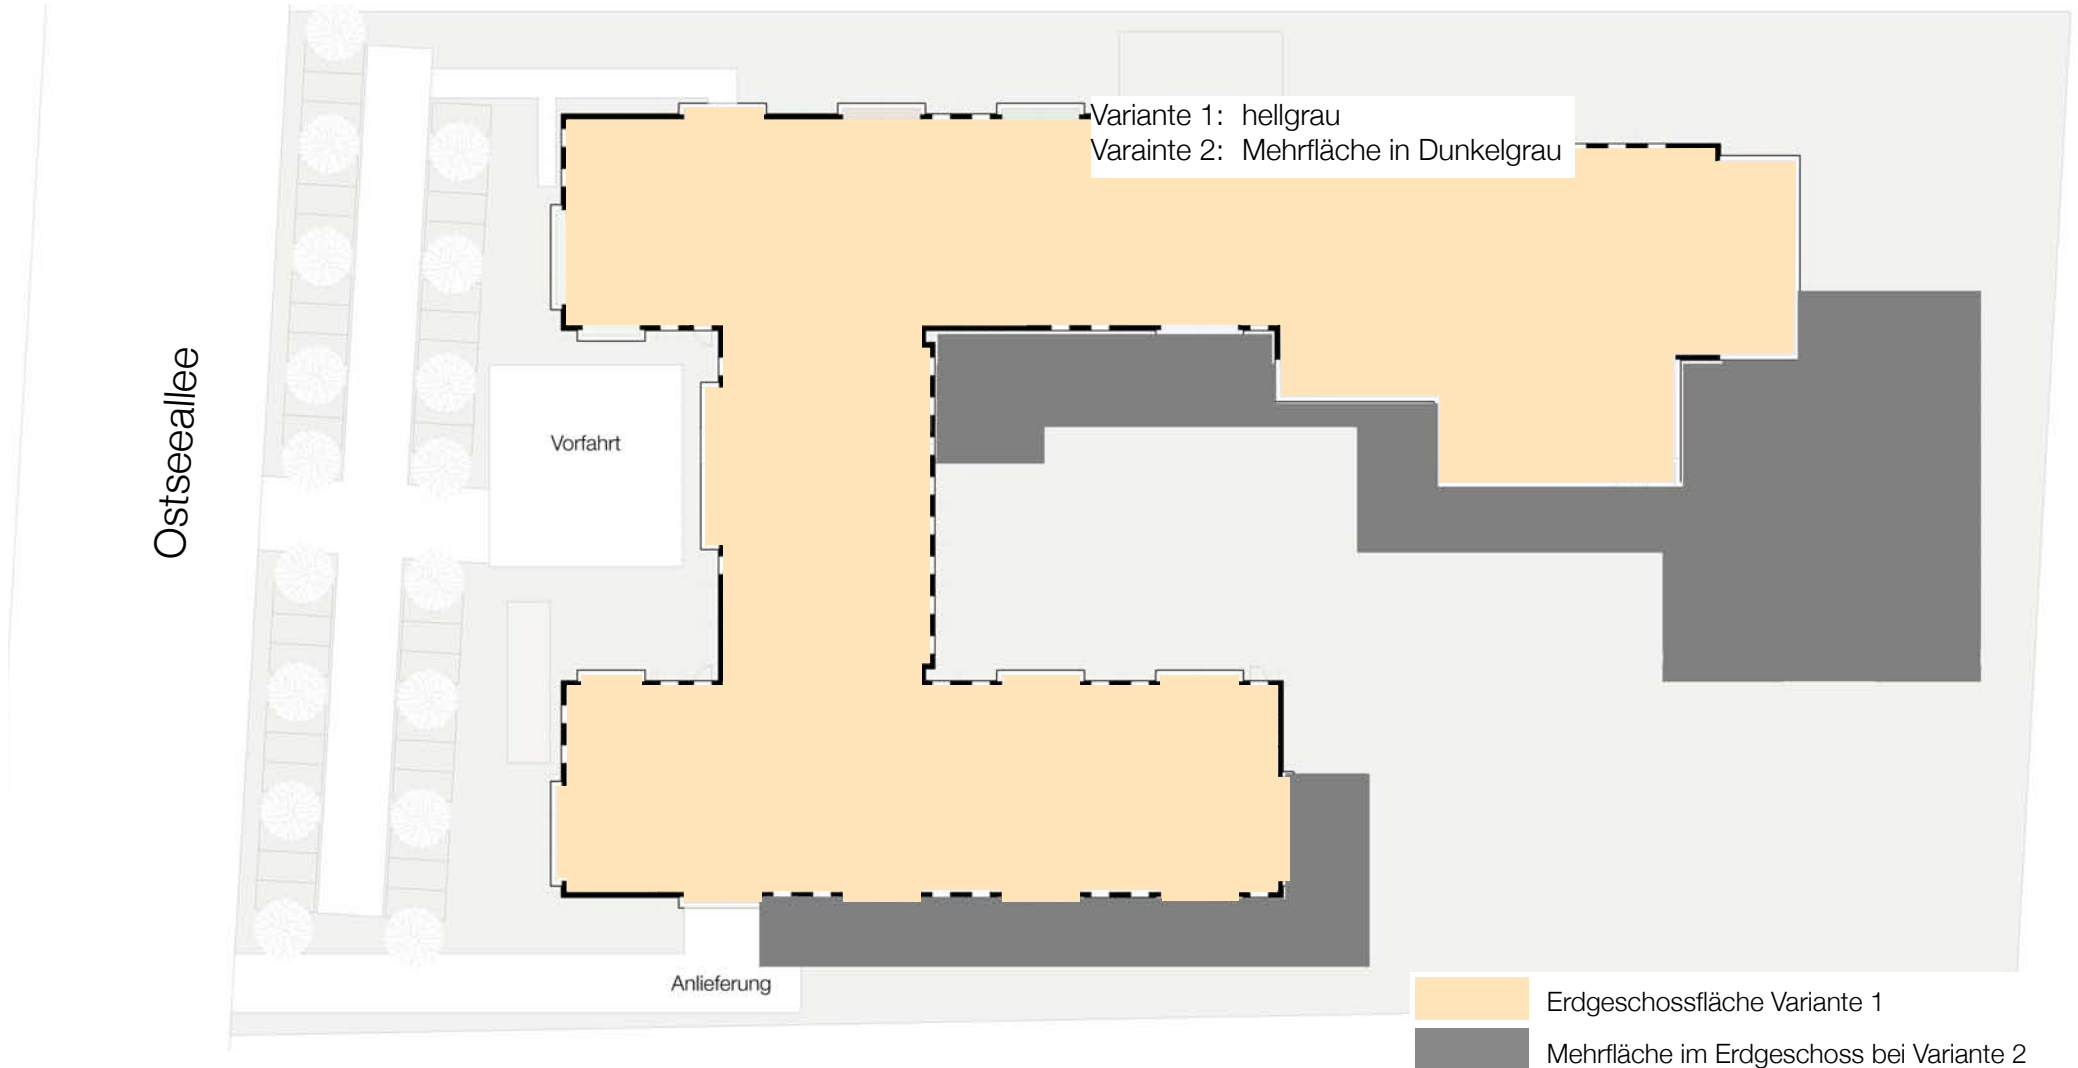 Variante 1: hellgrau
Varainte 2: Mehrfläche in Dunkelgrau
Ostseeallee
Vorfahrt
Anlieferung
Erdgeschossfläche Variante 1
Mehrfläche im Erdgeschoss bei Variante 2